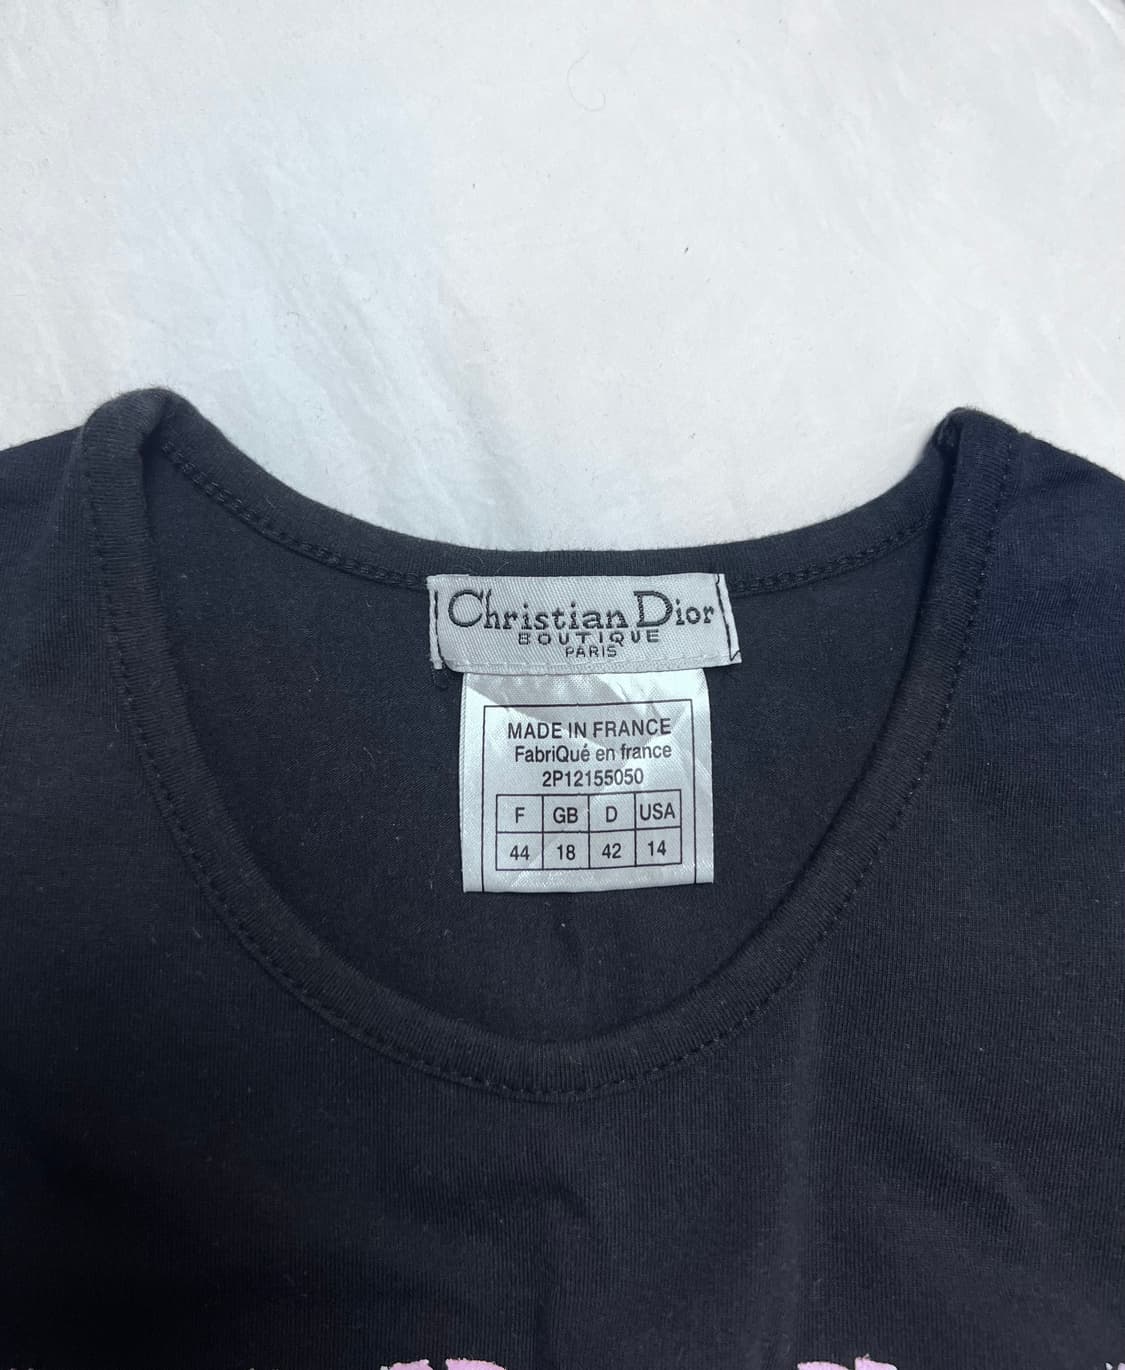 Christian Dior
BOUTIQUE
PARIS
MADE IN FRANCE
FabriQué en france
2P12155050
F GB D USA
44 18 42 14